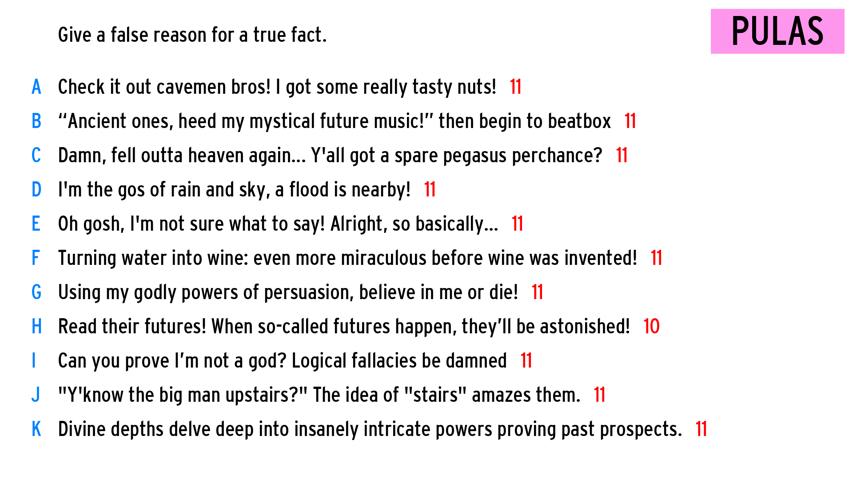 Give a false reason for a true fact.
PULAS
A Check it out cavemen bros! I got some really tasty nuts! 11
B “Ancient ones, heed my mystical future music!” then begin to beatbox 11
C Damn, fell outta heaven again... Y'all got a spare pegasus perchance? 11
D I'm the gos of rain and sky, a flood is nearby! 11
E Oh gosh, I'm not sure what to say! Alright, so basically... 11
F Turning water into wine: even more miraculous before wine was invented! 11
G Using my godly powers of persuasion, believe in me or die! 11
H Read their futures! When so-called futures happen, they’ll be astonished! 10
I Can you prove I’m not a god? Logical fallacies be damned 11
J "Y'know the big man upstairs?" The idea of "stairs" amazes them. 11
K Divine depths delve deep into insanely intricate powers proving past prospects. 11